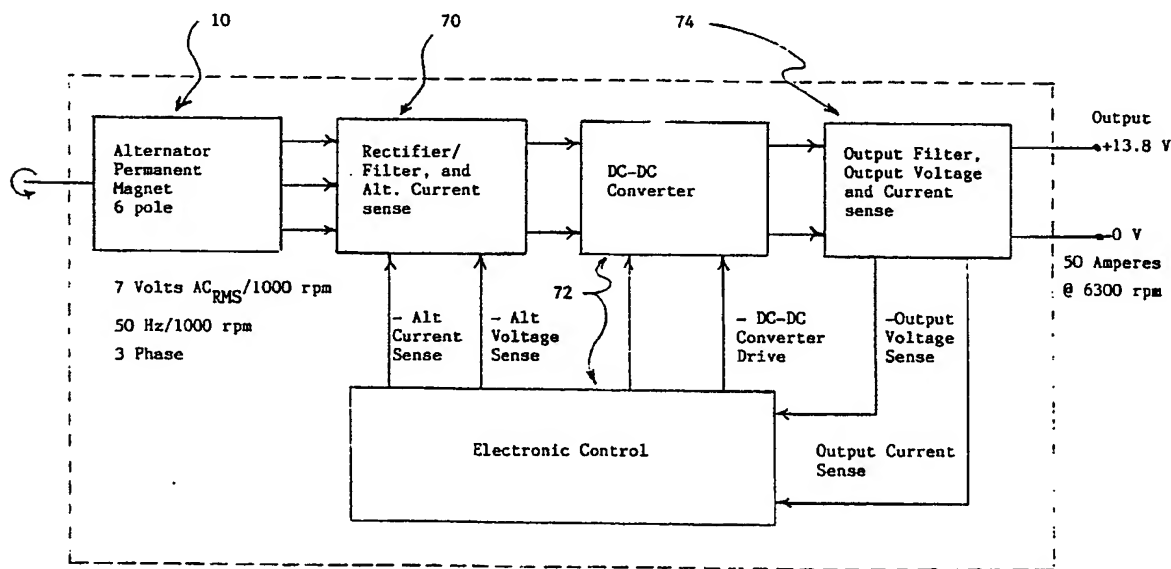 10
70
74
Alternator
Permanent
Magnet
6 pole
Rectifier/
Filter, and
Alt. Current
sense
DC-DC
Converter
Output Filter,
Output Voltage
and Current
sense
Output
+13.8 V
-0 V
50 Amperes
@ 6300 rpm
7 Volts ACRMS/1000 rpm
50 Hz/1000 rpm
3 Phase
- Alt
Current
Sense
- Alt
Voltage
Sense
72
- DC-DC
Converter
Drive
-Output
Voltage
Sense
Electronic Control
Output Current
Sense